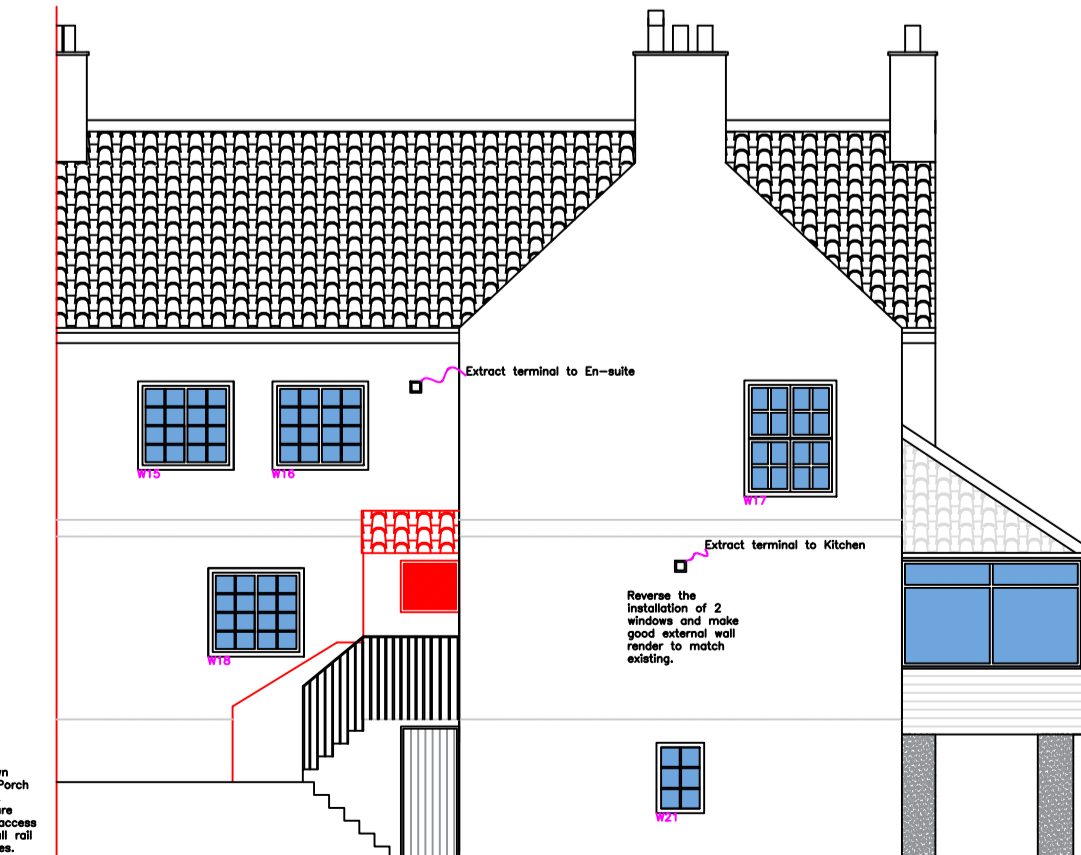 Extract terminal to En-suite
W15
W16
W17
Extract terminal to Kitchen
Reverse the
installation of 2
windows and make
good external wall
render to match
existing.
W18
W21
Porch
access
rail